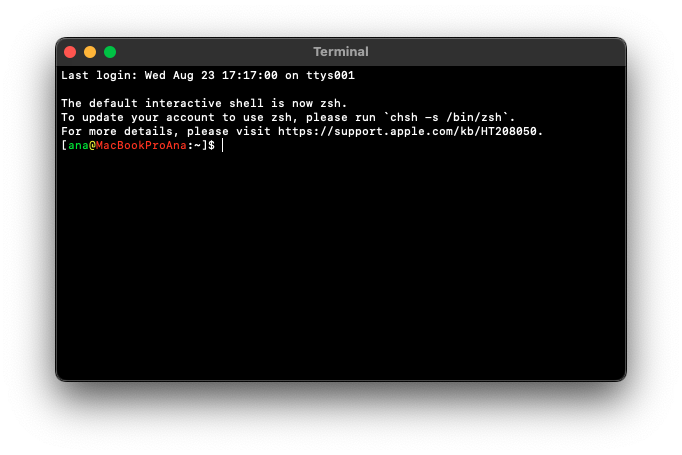 Terminal
Last login: Wed Aug 23 17:17:00 on ttys001
The default interactive shell is now zsh.
To update your account to use zsh, please run `chsh -s /bin/zsh`.
For more details, please visit https://support.apple.com/kb/HT208050.
[ana@MacBookProAna:~]$